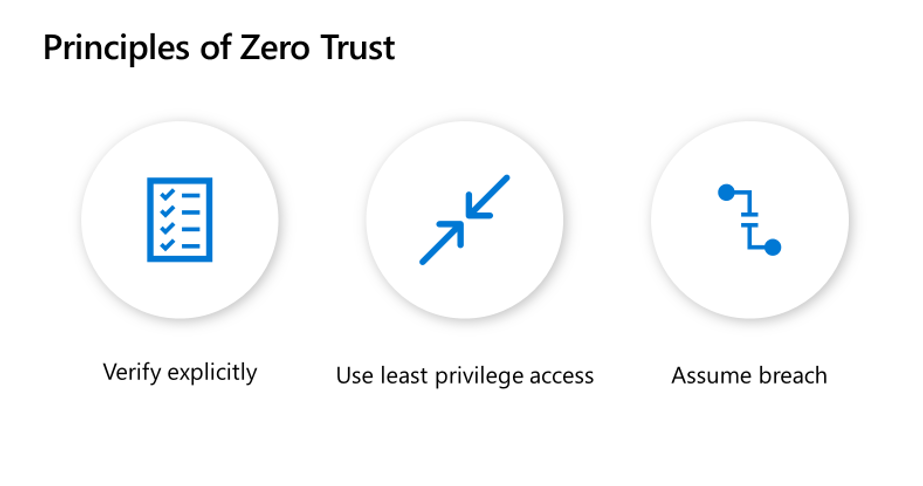 Principles of Zero Trust
Verify explicitly
Use least privilege access
Assume breach